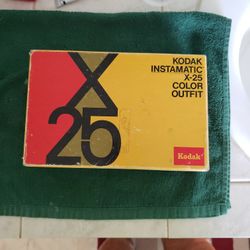 KODAK
INSTAMATIC
X-25
COLOR
OUTFIT
X
25
Kodak